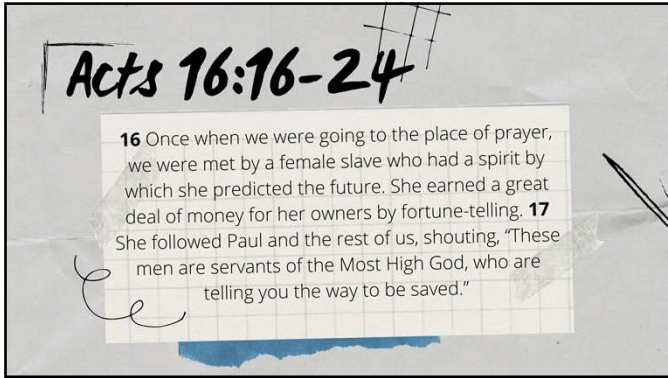 Acts 16:16-24
16 Once when we were going to the place of prayer,
we were met by a female slave who had a spirit by
which she predicted the future. She earned a great
deal of money for her owners by fortune-telling. 17
She followed Paul and the rest of us, shouting, “These
men are servants of the Most High God, who are
telling you the way to be saved.”